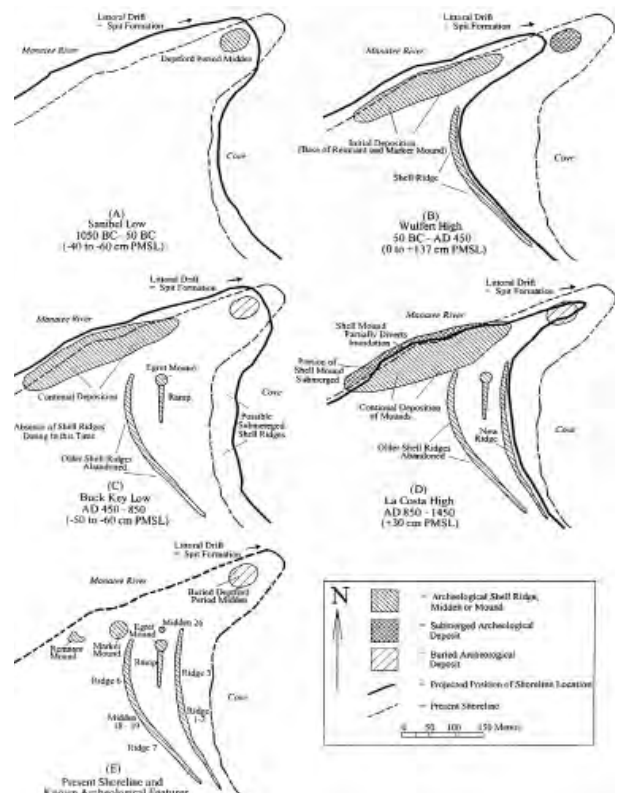 Littoral Drift
= Spit Formation
Manatee River
Deptford Period Midden
Cove
(A)
Sanibel Low
1050 BC - 50 BC
(-40 to -60 cm PMSL)
Littoral Drift
= Spit Formation
Manatee River
Initial Deposition
(Base of Remnant and Marker Mound)
Shell Ridge
Cove
(B)
Wulfert High
50 BC - AD 450
(0 to +137 cm PMSL)
Littoral Drift
= Spit Formation
Manatee River
Continual Deposition
Egret Mound
Ramp
Absence of Shell Ridges
Dating to this Time
Older Shell Ridges
Abandoned
Cove
Possible
Submerged
Shell Ridges
(C)
Buck Key Low
AD 450 - 850
(-50 to -60 cm PMSL)
Littoral Drift
= Spit Formation
Manatee River
Shell Mound
Partially Diverts
Inundation
Portion of
Shell Mound
Submerged
Continual Deposition
of Mounds
Older Shell Ridges
Abandoned
New
Ridge
Cove
(D)
La Costa High
AD 850 - 1450
(+30 cm PMSL)
Littoral Drift
= Spit Formation
Manatee River
Buried Deptford
Period Midden
Remnant
Mound
Market
Mound
Egret
Mound
Midden 26
Ramp
Ridge 6
Ridge 5
Midden
18 - 19
Ridge
1-2
Ridge 7
Cove
(E)
Present Shoreline and
Known Archeological Features
N
= Archeological Shell Ridge,
Midden or Mound
= Submerged Archeological
Deposit
= Buried Archeological
Deposit
= Projected Position of Shoreline Location
= Present Shoreline
0 50 100 150 Meters